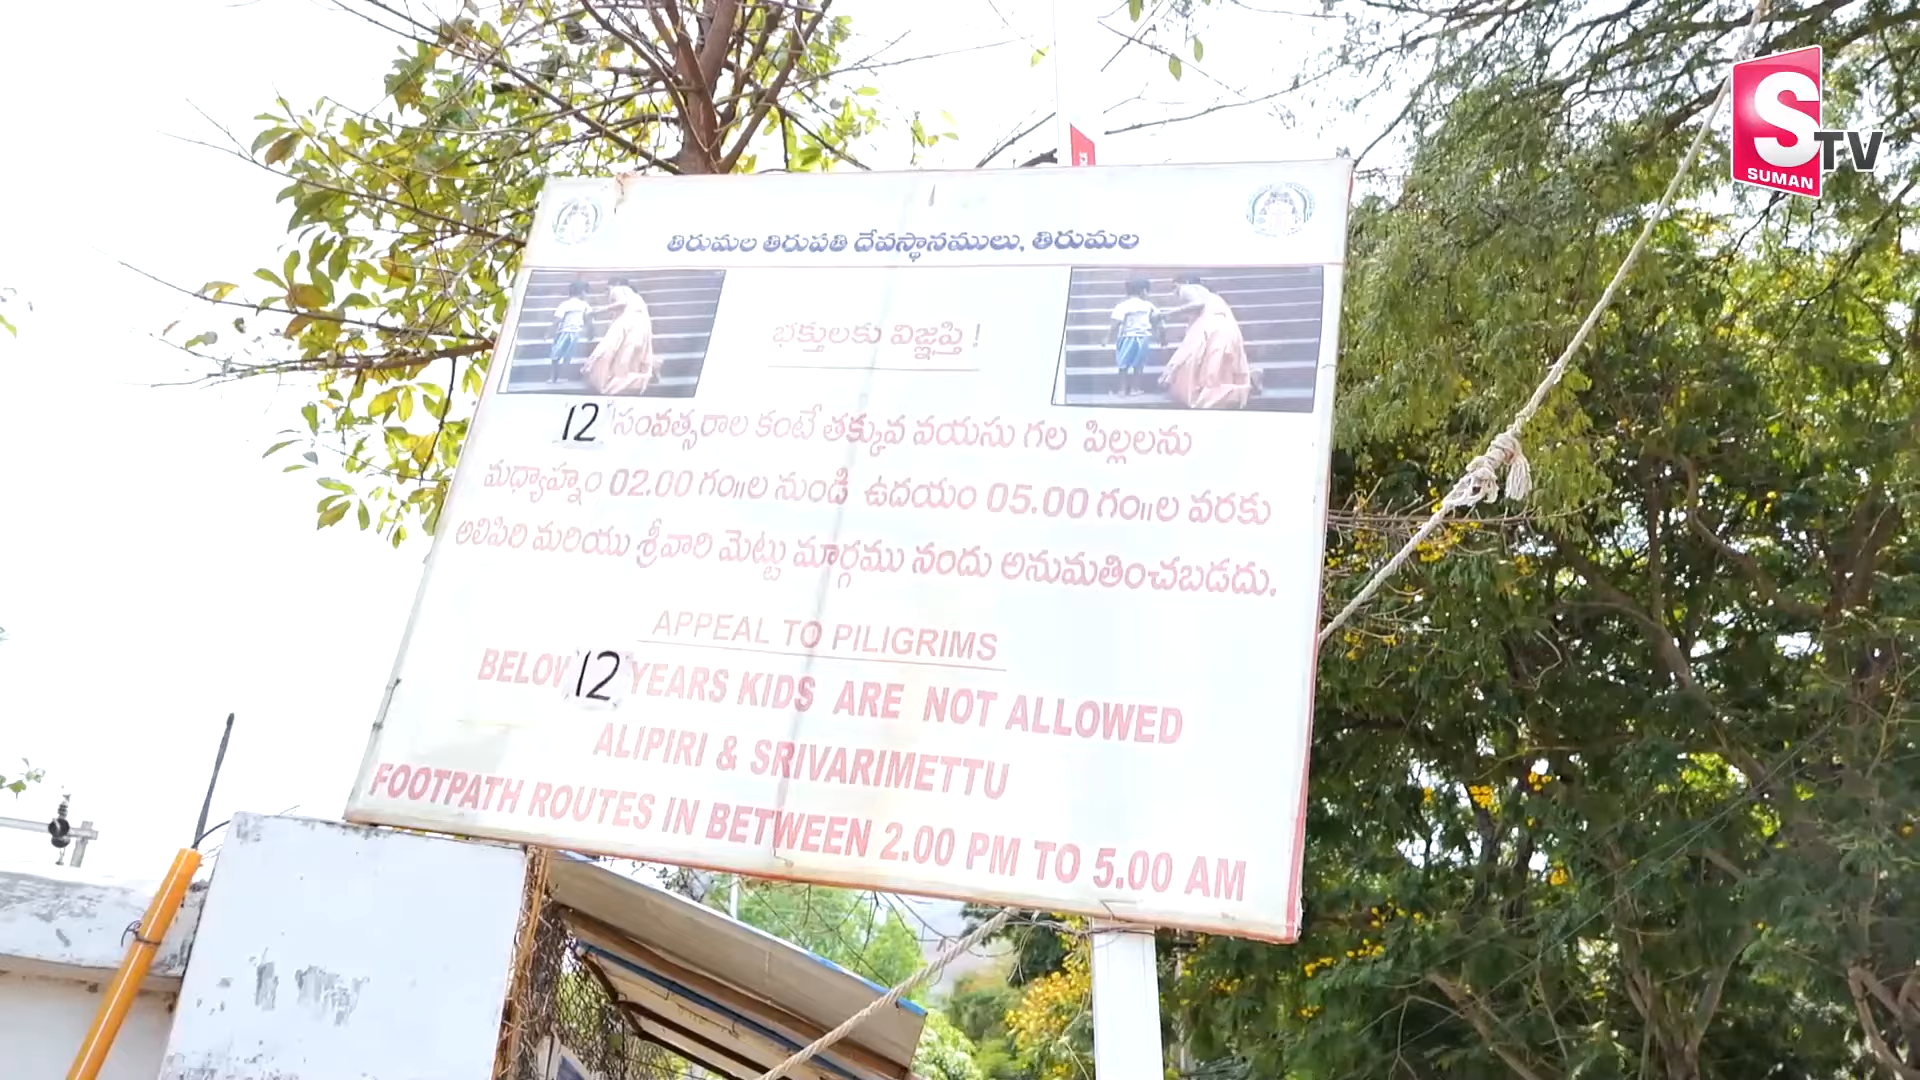 S
TV
SUMAN
తిరుమల తిరుపతి దేవస్థానములు, తిరుమల
భక్తులకు విజ్ఞప్తి !
12 సంవత్సరాల కంటే తక్కువ వయసు గల పిల్లలను
మధ్యాహ్నం 02.00 గం॥ల నుండి ఉదయం 05.00 గం॥ల వరకు
అలిపిరి మరియు శ్రీవారి మెట్టు మార్గము నందు అనుమతించబడదు.
APPEAL TO PILIGRIMS
BELOW 12 YEARS KIDS ARE NOT ALLOWED
ALIPIRI & SRIVARIMETTU
FOOTPATH ROUTES IN BETWEEN 2.00 PM TO 5.00 AM